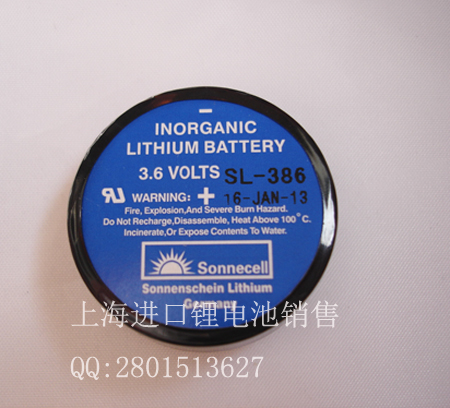 −
INORGANIC
LITHIUM BATTERY
3.6 VOLTS SL-386
WARNING: + 16-JAN-13
Fire, Explosion,And Severe Burn Hazard.
Do Not Recharge,Disassemble, Heat Above 100°C.
Incinerate,Or Expose Contents To Water.
Sonnecell
Sonnenschein Lithium
Germany
上海进口锂电池销售
QQ:2801513627